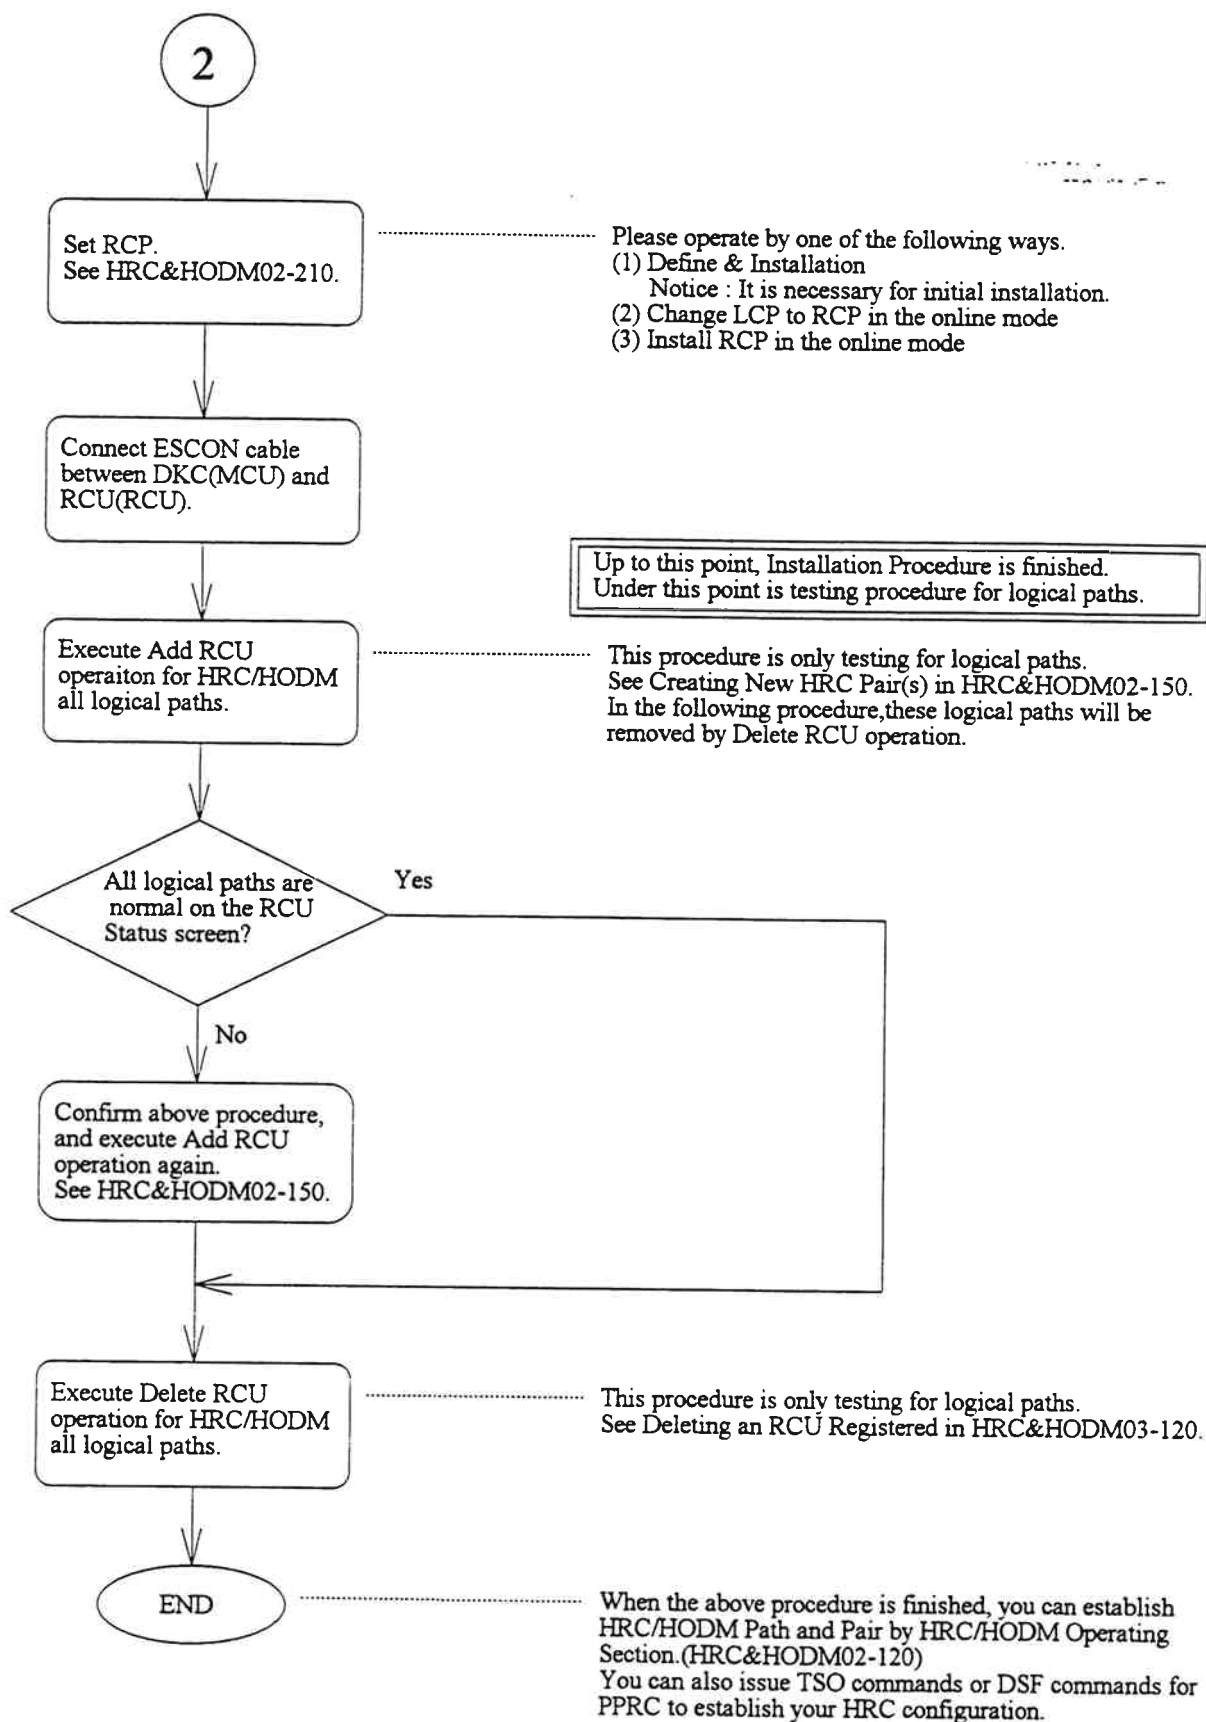 2
Set RCP.
See HRC&HODM02-210.
Please operate by one of the following ways.
(1) Define & Installation
Notice : It is necessary for initial installation.
(2) Change LCP to RCP in the online mode
(3) Install RCP in the online mode
Connect ESCON cable
between DKC(MCU) and
RCU(RCU).
Up to this point, Installation Procedure is finished.
Under this point is testing procedure for logical paths.
Execute Add RCU
operaiton for HRC/HODM
all logical paths.
This procedure is only testing for logical paths.
See Creating New HRC Pair(s) in HRC&HODM02-150.
In the following procedure,these logical paths will be
removed by Delete RCU operation.
All logical paths are
normal on the RCU
Status screen?
Yes
No
Confirm above procedure,
and execute Add RCU
operation again.
See HRC&HODM02-150.
Execute Delete RCU
operation for HRC/HODM
all logical paths.
This procedure is only testing for logical paths.
See Deleting an RCU Registered in HRC&HODM03-120.
END
When the above procedure is finished, you can establish
HRC/HODM Path and Pair by HRC/HODM Operating
Section.(HRC&HODM02-120)
You can also issue TSO commands or DSF commands for
PPRC to establish your HRC configuration.